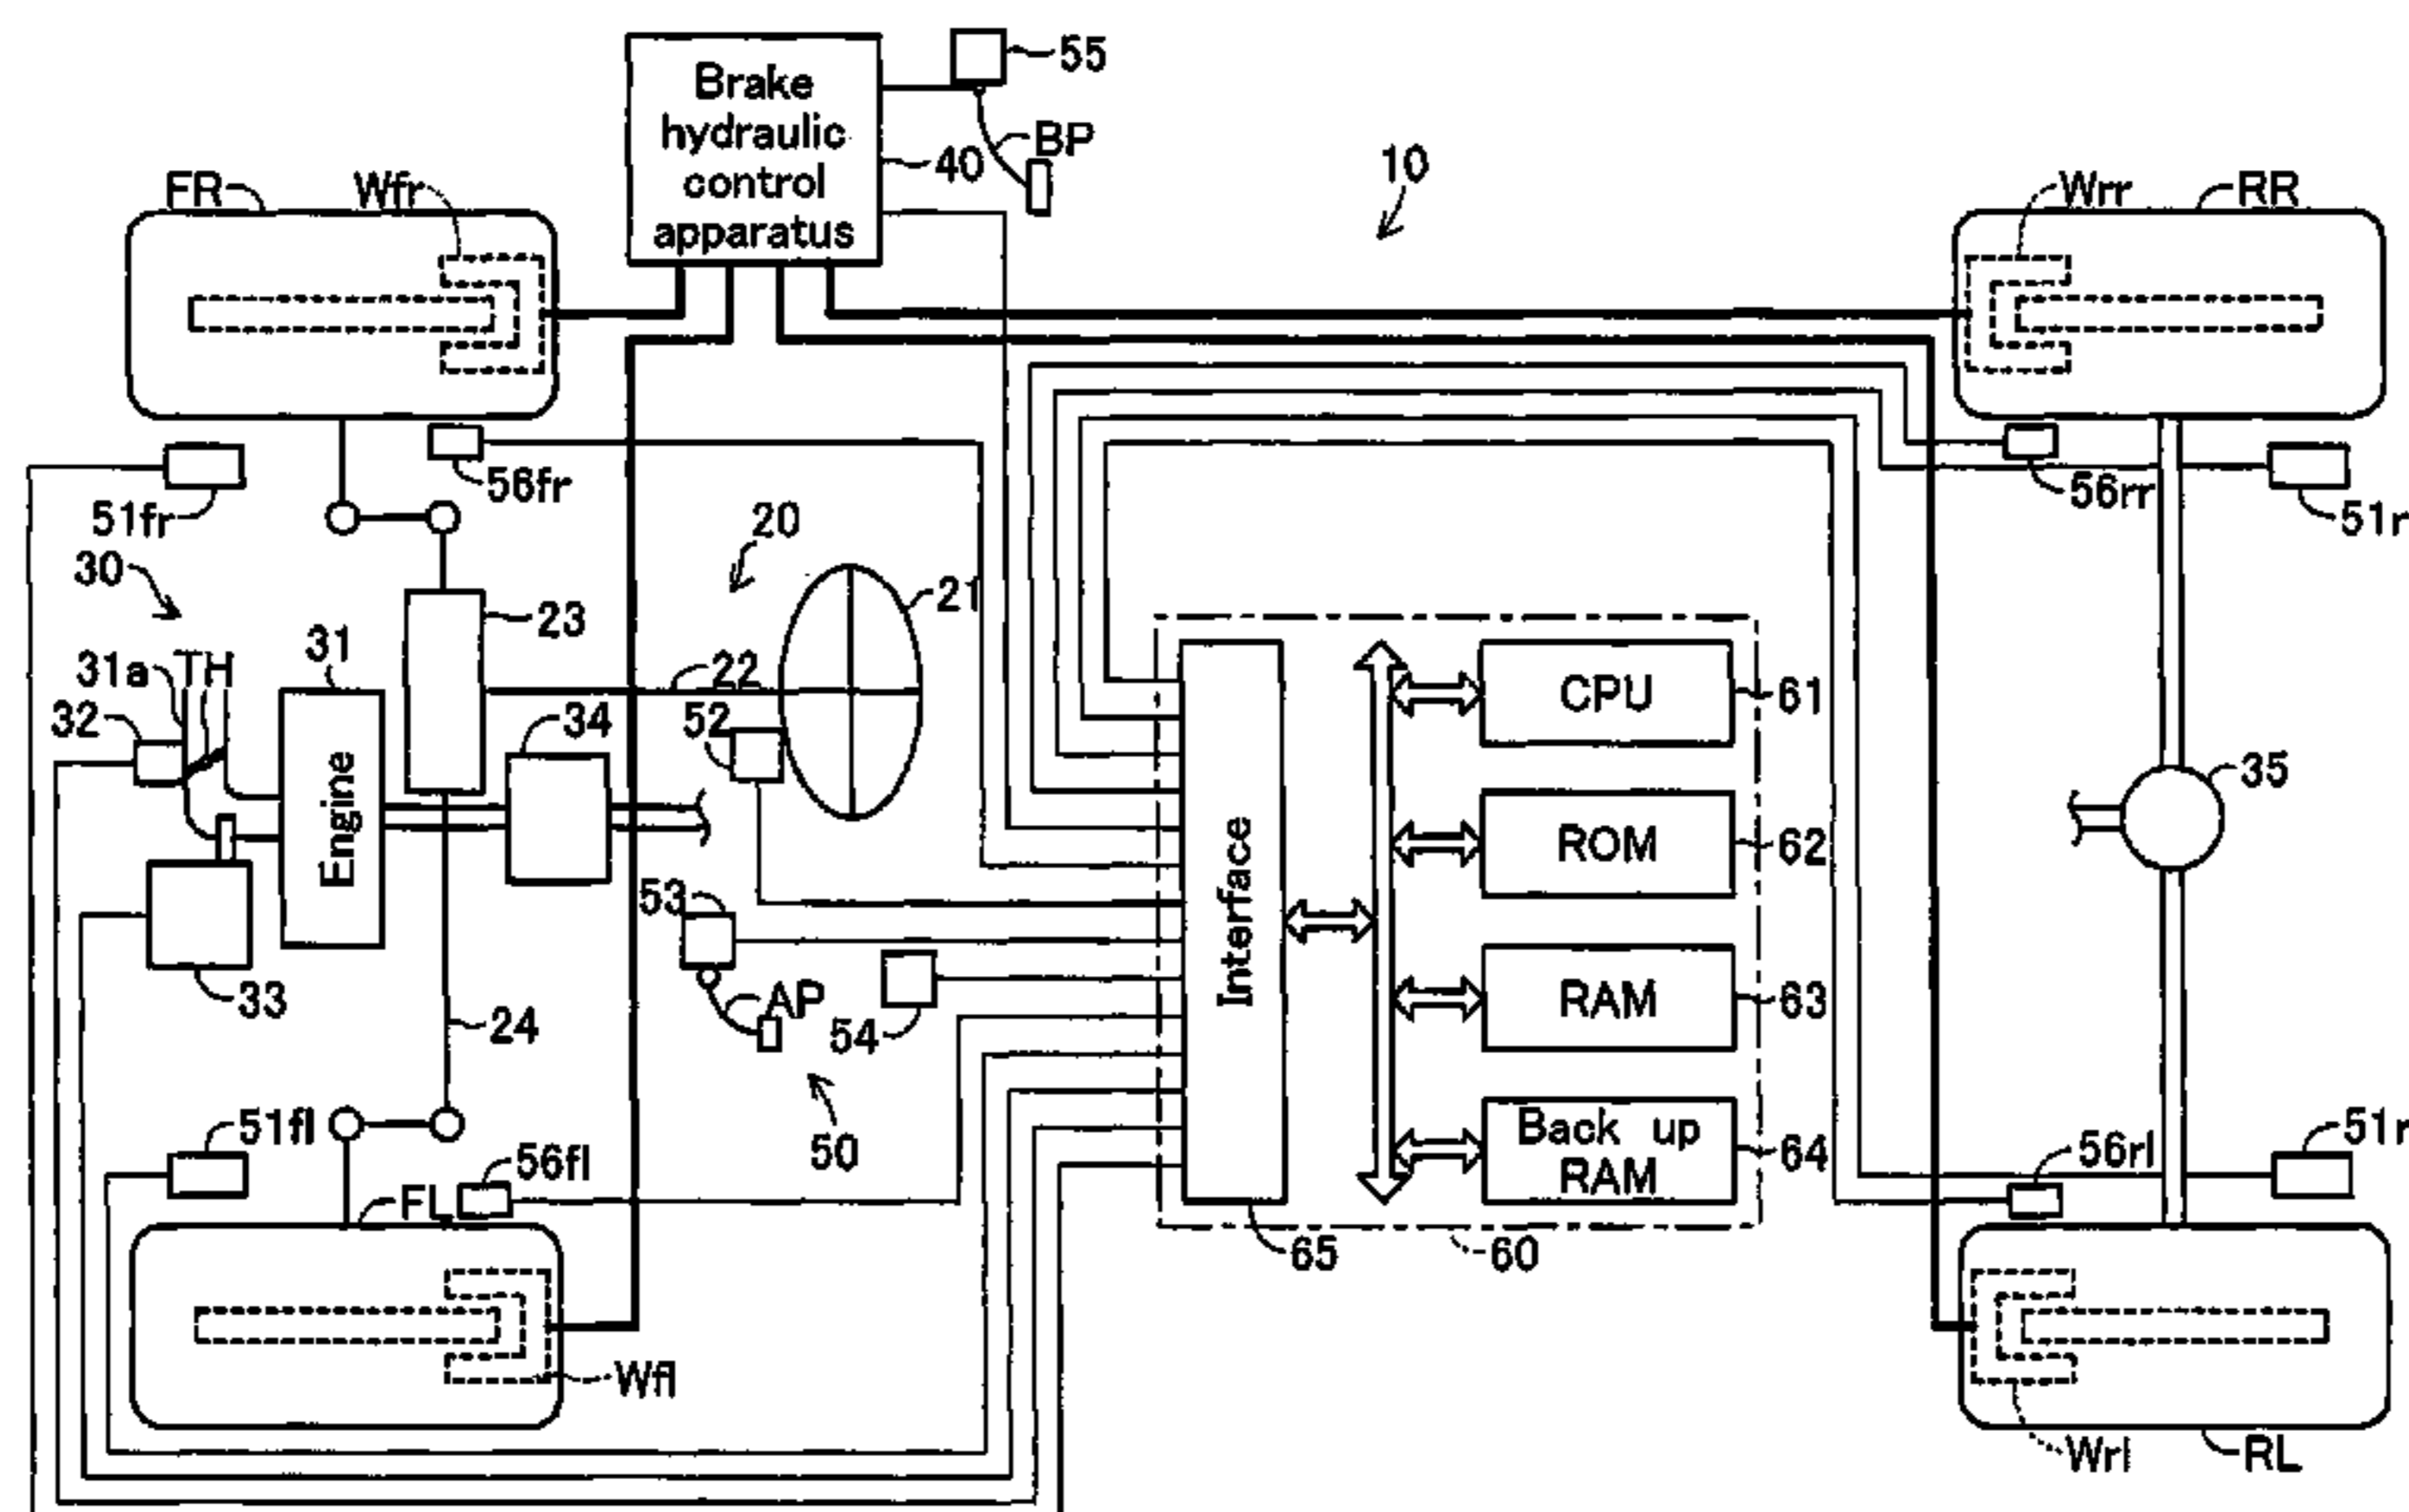 55
Brake
hydraulic
control
apparatus
BP
40
10
FR
Wfr
Wrr
RR
56fr
51fr
56rr
51r
20
30
21
23
31
TH
31a
22
32
34
52
CPU
61
35
Engine
ROM
62
53
Interface
33
AP
RAM
63
24
54
50
51fl
56fl
Back up
RAM
64
56rl
51r
FL
65
60
Wfl
Wrl
RL